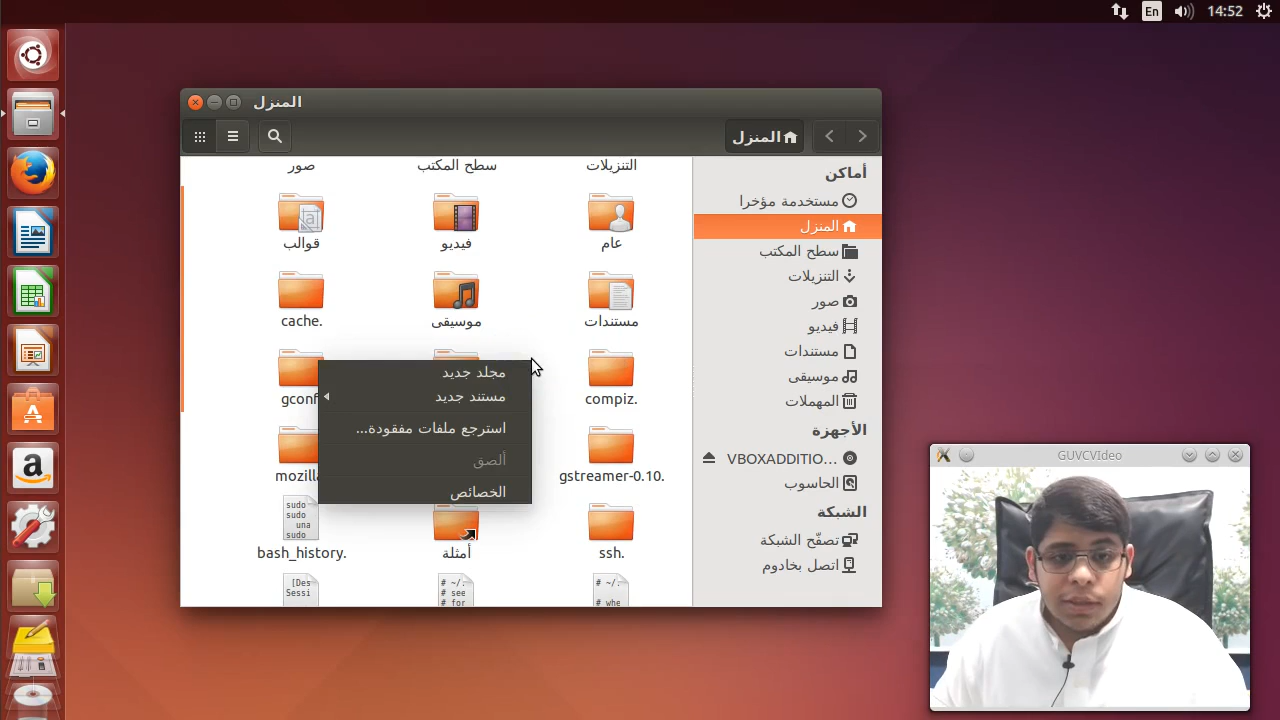 En
14:52
المنزل
المنزل
صور
سطح المكتب
التنزيلات
قوالب
فيديو
عام
cache.
موسيقى
مستندات
gconf
compiz.
mozilla
gstreamer-0.10.
bash_history.
أمثلة
ssh.
sudo
sudo
una
sudo
[Des
Sessi
# ~/.
# see
# for
# ~/.
# whe
مجلد جديد
مستند جديد
استرجع ملفات مفقودة...
ألصق
الخصائص
أماكن
مستخدمة مؤخرا
المنزل
سطح المكتب
التنزيلات
صور
فيديو
مستندات
موسيقى
المهملات
الأجهزة
VBOXADDITIO...
الحاسوب
الشبكة
تصفّح الشبكة
اتصل بخادوم
GUVCVIdeo